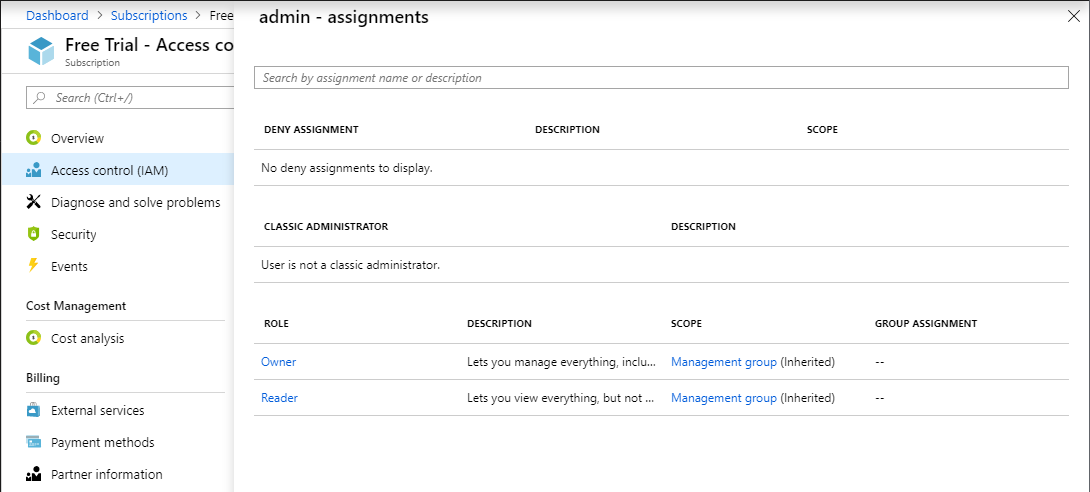 Dashboard > Subscriptions > Free
Free Trial - Access co
Subscription
Search (Ctrl+/)
Overview
Access control (IAM)
Diagnose and solve problems
Security
Events
Cost Management
Cost analysis
Billing
External services
Payment methods
Partner information
admin - assignments
Search by assignment name or description
DENY ASSIGNMENT DESCRIPTION SCOPE
No deny assignments to display.
CLASSIC ADMINISTRATOR DESCRIPTION
User is not a classic administrator.
ROLE DESCRIPTION SCOPE GROUP ASSIGNMENT
Owner Lets you manage everything, inclu... Management group (Inherited) --
Reader Lets you view everything, but not ... Management group (Inherited) --